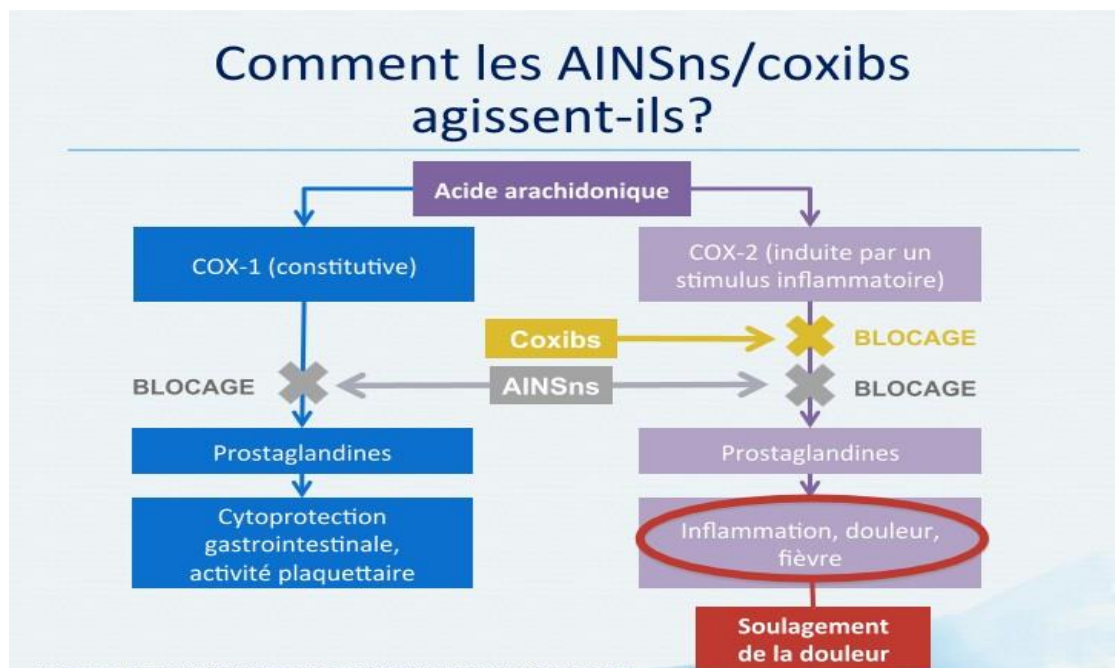 Comment les AINSns/coxibs
agissent-ils?
Acide arachidonique
COX-1 (constitutive)
COX-2 (induite par un
stimulus inflammatoire)
Coxibs
BLOCAGE
BLOCAGE
AINSns
BLOCAGE
Prostaglandines
Prostaglandines
Cytoprotection
gastrointestinale,
activité plaquettaire
Inflammation, douleur,
fièvre
Soulagement
de la douleur